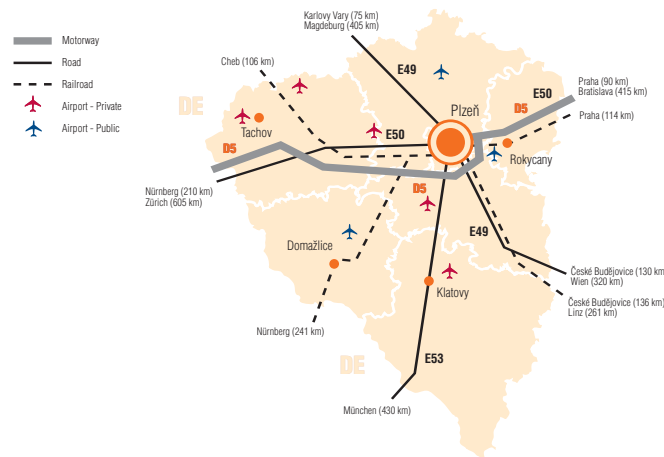 Motorway
Road
Railroad
Airport - Private
Airport - Public
Karlovy Vary (75 km)
Magdeburg (405 km)
Cheb (106 km)
E49
E50
Praha (90 km)
Bratislava (415 km)
D5
Praha (114 km)
DE
Plzeň
Tachov
E50
Rokycany
D5
D5
Nürnberg (210 km)
Zürich (605 km)
E49
Domažlice
České Budějovice (130 km)
Wien (320 km)
Klatovy
České Budějovice (136 km)
Linz (261 km)
Nürnberg (241 km)
E53
DE
München (430 km)